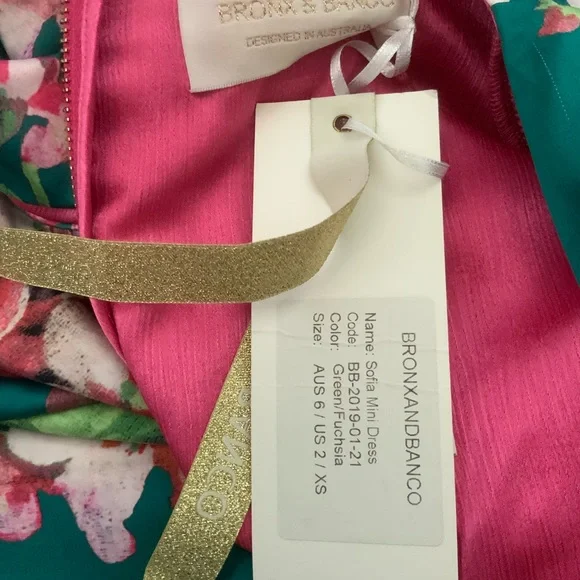 BRONX & BANCO
DESIGNED IN AUSTRALIA
BRONXANDBANCO
Name: Sofia Mini Dress
Code: BB-2019-01-21
Color: Green/Fuchsia
Size: AUS 6 / US 2 / XS
ANCO